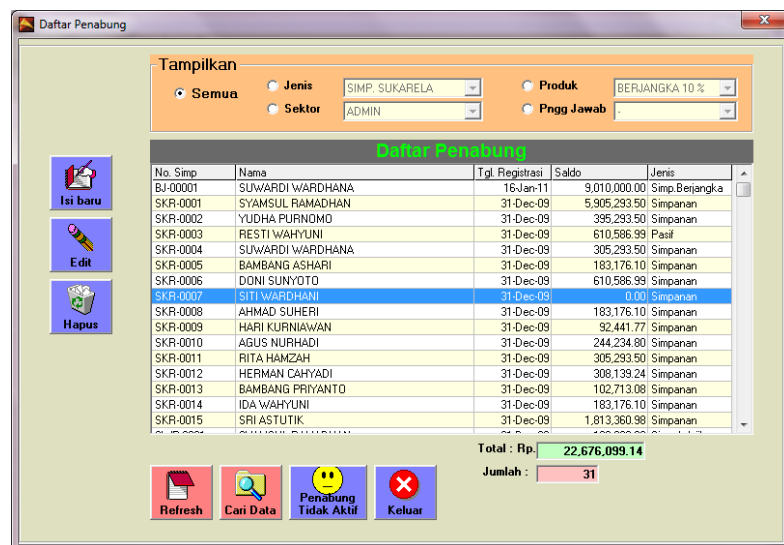 Daftar Penabung
Tampilkan
Semua
Jenis SIMP. SUKARELA
Produk BERJANGKA 10 %
Sektor ADMIN
Pngg Jawab -
Daftar Penabung
No. Simp Nama Tgl. Registrasi Saldo Jenis
BJ-00001 SUWARDI WARDHANA 16-Jan-11 9,010,000.00 Simp.Berjangka
SKR-0001 SYAMSUL RAMADHAN 31-Dec-09 5,905,293.50 Simpanan
SKR-0002 YUDHA PURNOMO 31-Dec-09 395,293.50 Simpanan
SKR-0003 RESTI WAHYUNI 31-Dec-09 610,586.99 Pasif
SKR-0004 SUWARDI WARDHANA 31-Dec-09 305,293.50 Simpanan
SKR-0005 BAMBANG ASHARI 31-Dec-09 183,176.10 Simpanan
SKR-0006 DONI SUNYOTO 31-Dec-09 610,586.99 Simpanan
SKR-0007 SITI WARDHANI 31-Dec-09 0.00 Simpanan
SKR-0008 AHMAD SUHERI 31-Dec-09 183,176.10 Simpanan
SKR-0009 HARI KURNIAWAN 31-Dec-09 92,441.77 Simpanan
SKR-0010 AGUS NURHADI 31-Dec-09 244,234.80 Simpanan
SKR-0011 RITA HAMZAH 31-Dec-09 305,293.50 Simpanan
SKR-0012 HERMAN CAHYADI 31-Dec-09 308,139.24 Simpanan
SKR-0013 BAMBANG PRIYANTO 31-Dec-09 102,713.08 Simpanan
SKR-0014 IDA WAHYUNI 31-Dec-09 183,176.10 Simpanan
SKR-0015 SRI ASTUTIK 31-Dec-09 1,813,360.98 Simpanan
Isi baru
Edit
Hapus
Total : Rp. 22,676,099.14
Jumlah : 31
Refresh
Cari Data
Penabung
Tidak Aktif
Keluar